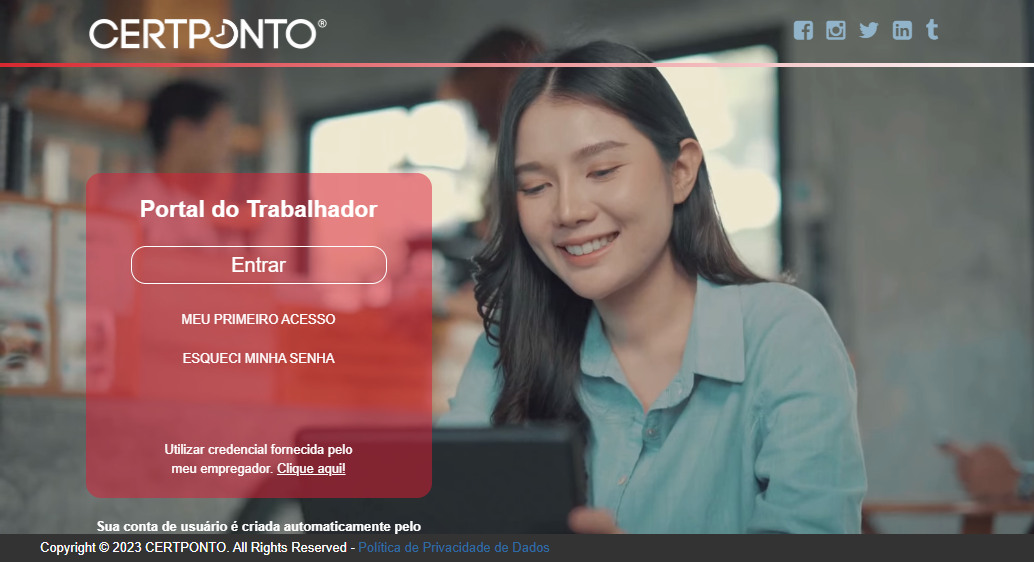 CERTPONTO®
Portal do Trabalhador
Entrar
MEU PRIMEIRO ACESSO
ESQUECI MINHA SENHA
Utilizar credencial fornecida pelo
meu empregador. Clique aqui!
Sua conta de usuário é criada automaticamente pelo
Copyright © 2023 CERTPONTO. All Rights Reserved - Política de Privacidade de Dados